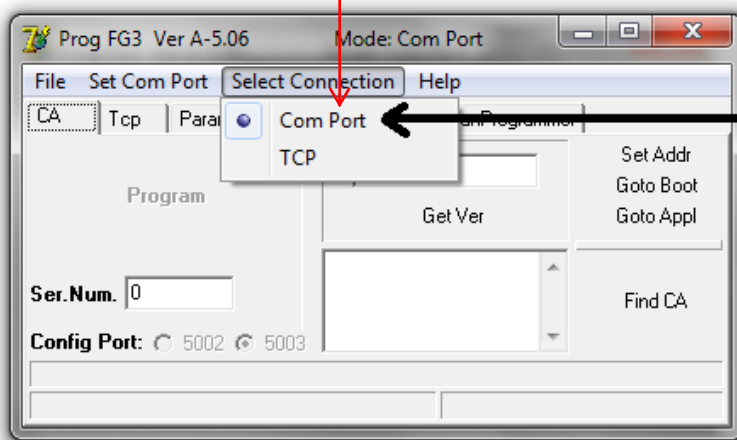 Prog FG3 Ver A-5.06 Mode: Com Port
File Set Com Port Select Connection Help
CA Tcp
Com Port
TCP
Set Addr
Program
Goto Boot
Get Ver
Goto Appl
Ser.Num. 0
Find CA
Config Port: 5002 5003